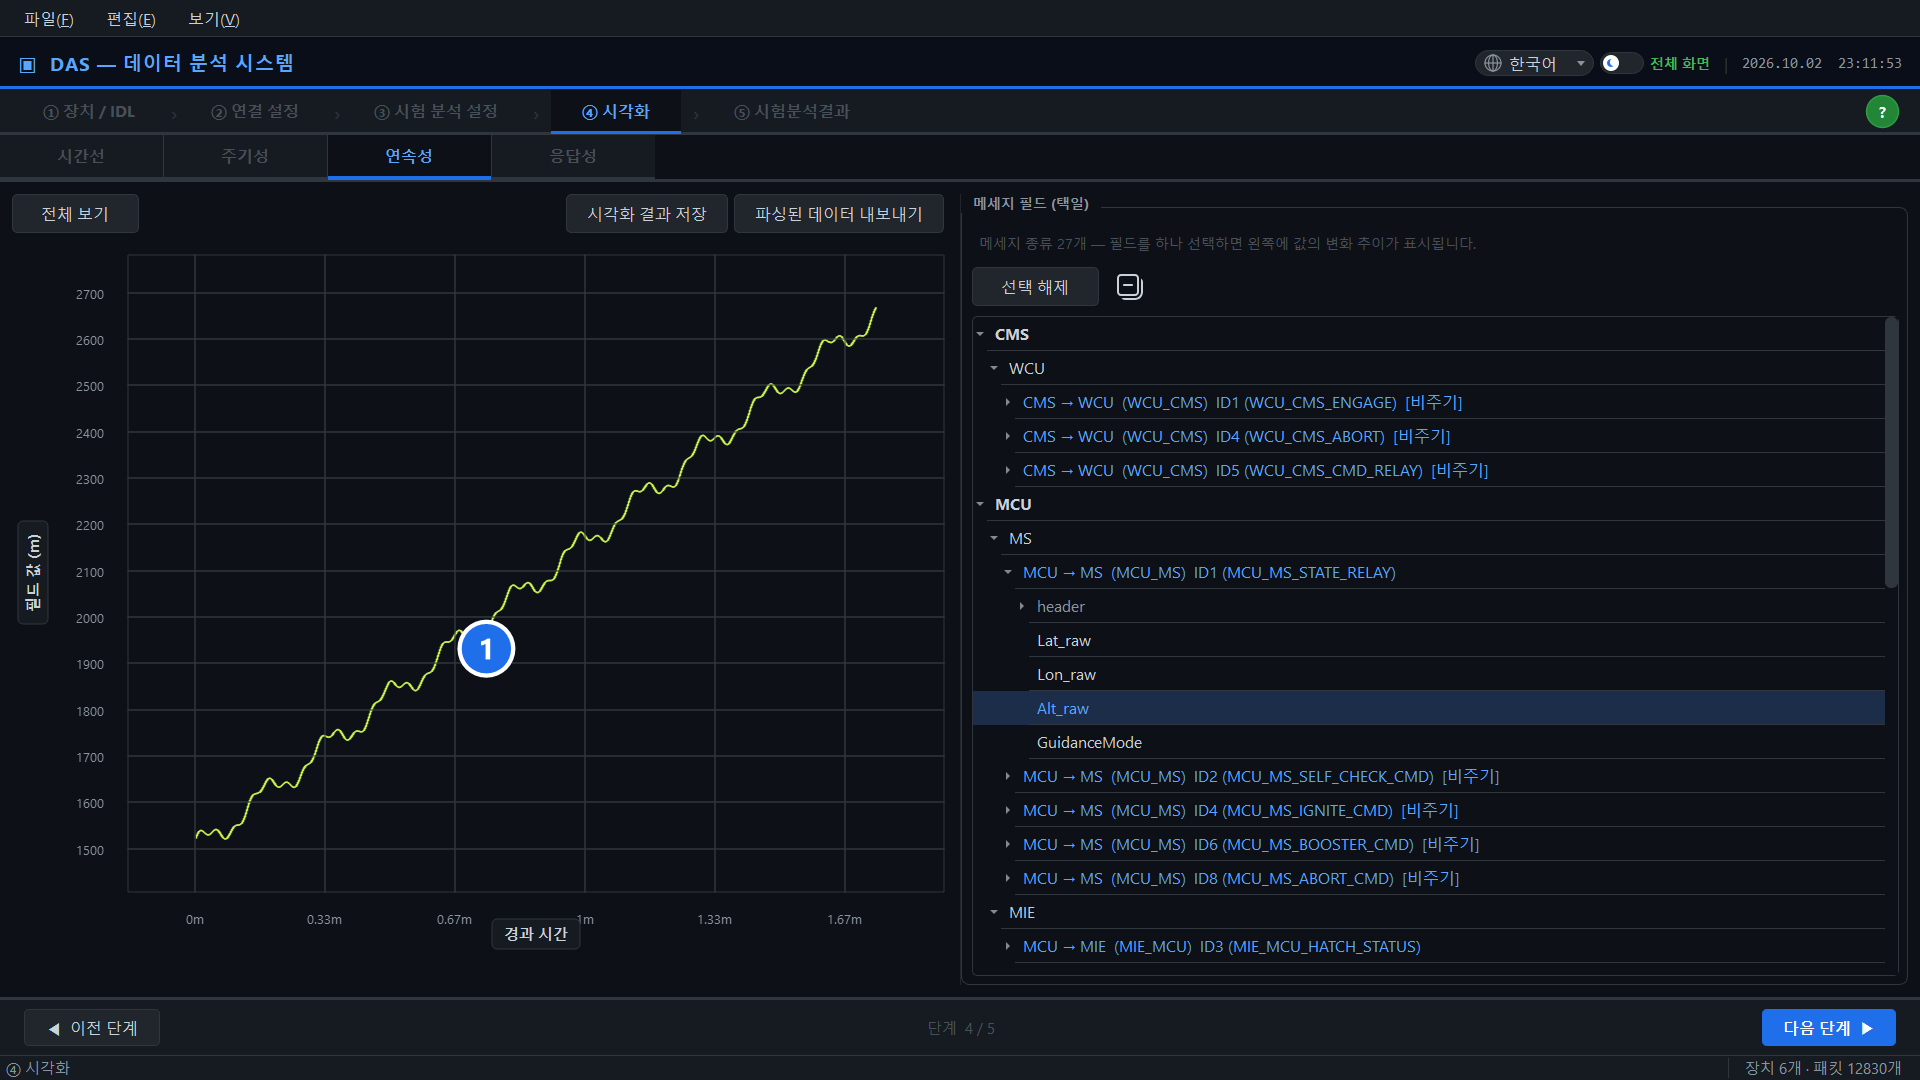 파일(F) 편집(E) 보기(V)
DAS — 데이터 분석 시스템
한국어
전체 화면
2026.10.02 23:11:53
① 장치 / IDL
② 연결 설정
③ 시험 분석 설정
④ 시각화
⑤ 시험분석결과
?
시간선
주기성
연속성
응답성
전체 보기
시각화 결과 저장
파싱된 데이터 내보내기
2700
2600
2500
2400
2300
2200
2100
2000
1900
1800
1700
1600
1500
필드 값 (m)
1
0m
0.33m
0.67m
1m
1.33m
1.67m
경과 시간
메세지 필드 (택일)
메세지 종류 27개 — 필드를 하나 선택하면 왼쪽에 값의 변화 추이가 표시됩니다.
선택 해제
CMS
WCU
CMS → WCU (WCU_CMS) ID1 (WCU_CMS_ENGAGE) [비주기]
CMS → WCU (WCU_CMS) ID4 (WCU_CMS_ABORT) [비주기]
CMS → WCU (WCU_CMS) ID5 (WCU_CMS_CMD_RELAY) [비주기]
MCU
MS
MCU → MS (MCU_MS) ID1 (MCU_MS_STATE_RELAY)
header
Lat_raw
Lon_raw
Alt_raw
GuidanceMode
MCU → MS (MCU_MS) ID2 (MCU_MS_SELF_CHECK_CMD) [비주기]
MCU → MS (MCU_MS) ID4 (MCU_MS_IGNITE_CMD) [비주기]
MCU → MS (MCU_MS) ID6 (MCU_MS_BOOSTER_CMD) [비주기]
MCU → MS (MCU_MS) ID8 (MCU_MS_ABORT_CMD) [비주기]
MIE
MCU → MIE (MIE_MCU) ID3 (MIE_MCU_HATCH_STATUS)
◀ 이전 단계
단계 4 / 5
다음 단계 ▶
④ 시각화
장치 6개 · 패킷 12830개